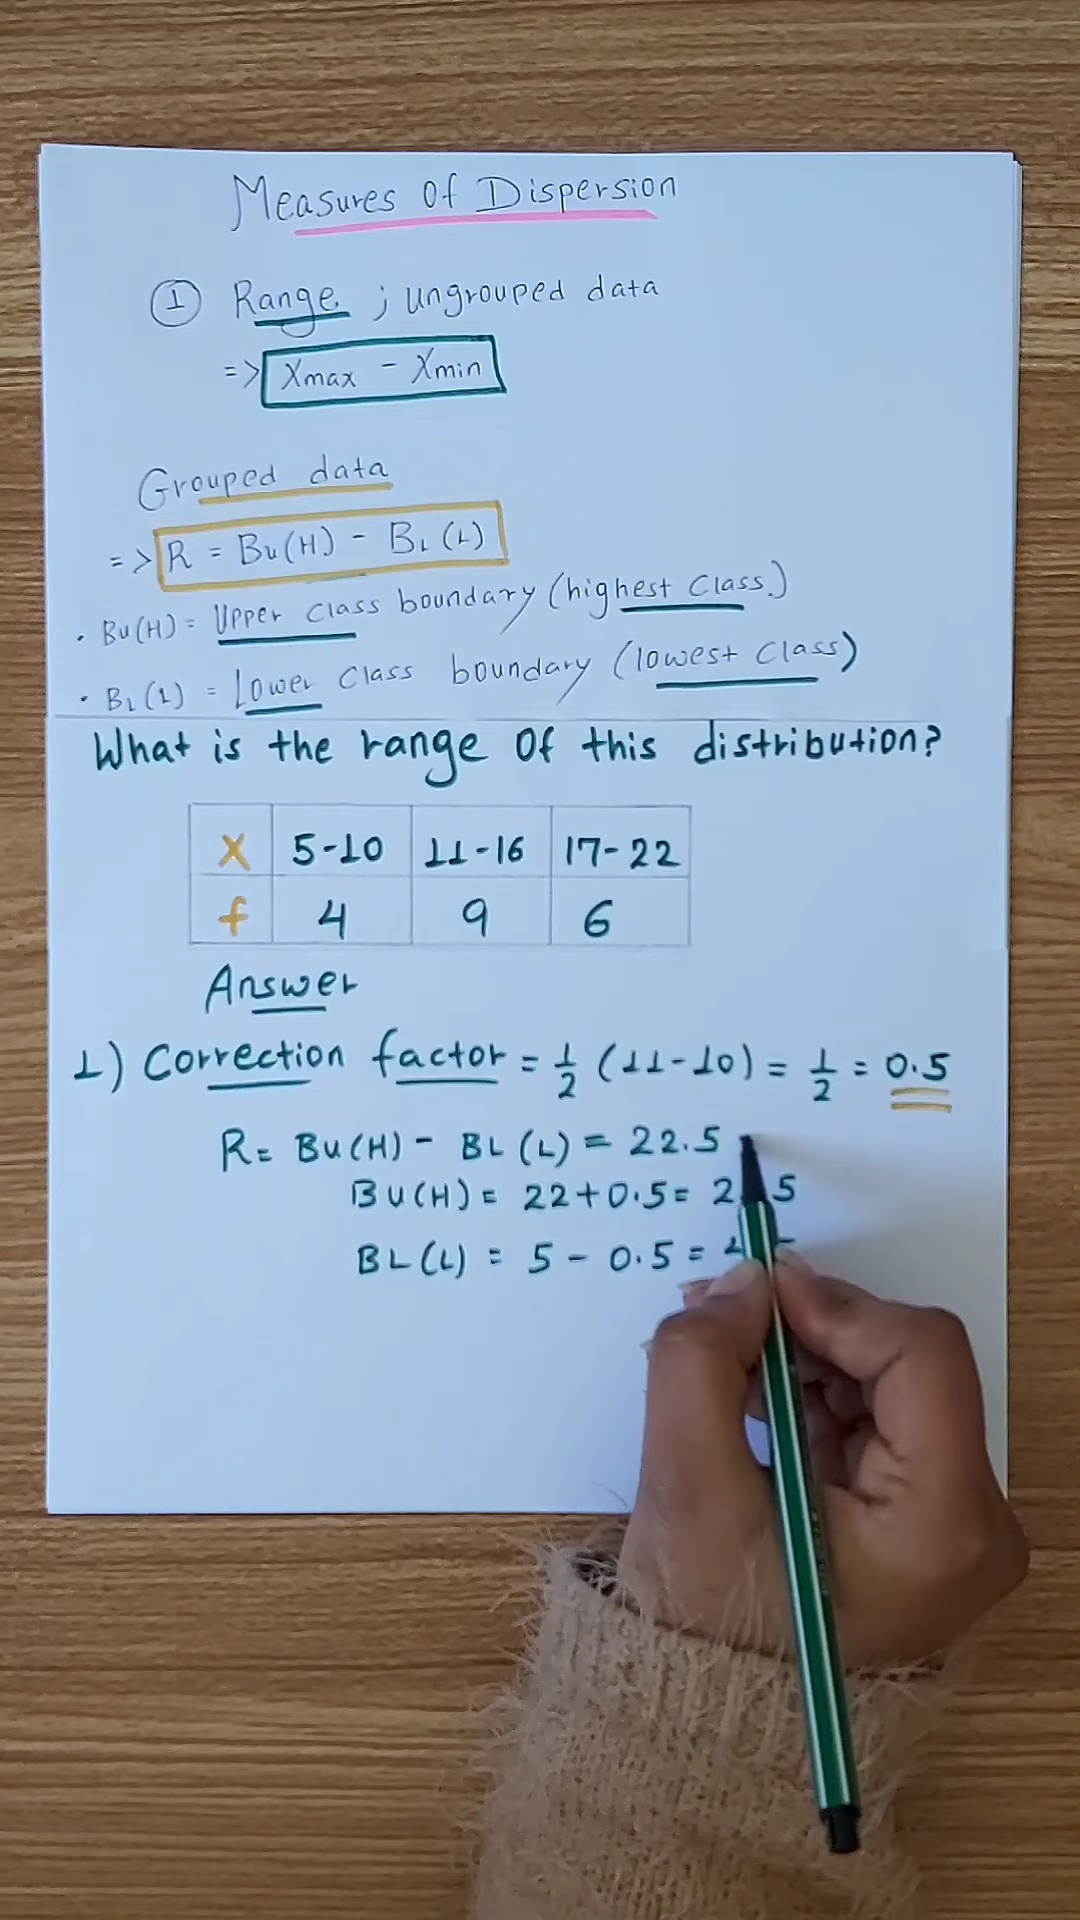 Measures Of Dispersion
① Range ; ungrouped data
=> Xmax - Xmin
Grouped data
=> R = Bu(H) - BL(L)
• Bu(H) = Upper class boundary (highest class.)
• BL(L) = Lower class boundary (lowest class)
What is the range of this distribution?
X 5-10 11-16 17-22
f 4 9 6
Answer
1) Correction factor = 1/2 (11-10) = 1/2 = 0.5
R = BU(H) - BL(L) = 22.5
BU(H) = 22+0.5 =
BL(L) = 5 - 0.5 =